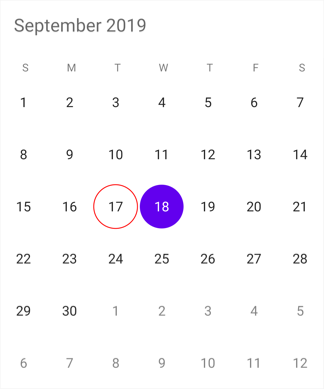 September 2019
S M T W T F S
1 2 3 4 5 6 7
8 9 10 11 12 13 14
15 16 17 18 19 20 21
22 23 24 25 26 27 28
29 30 1 2 3 4 5
6 7 8 9 10 11 12